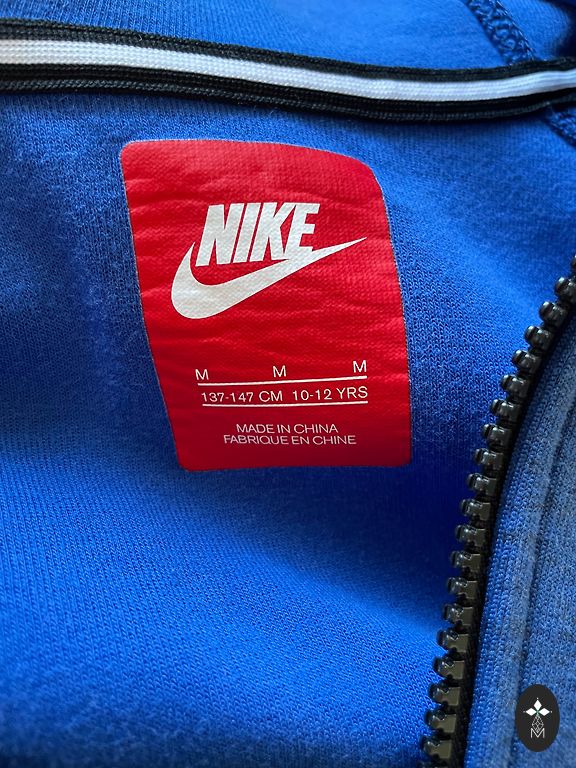 NIKE
M M M
137-147 CM 10-12 YRS
MADE IN CHINA
FABRIQUE EN CHINE
M